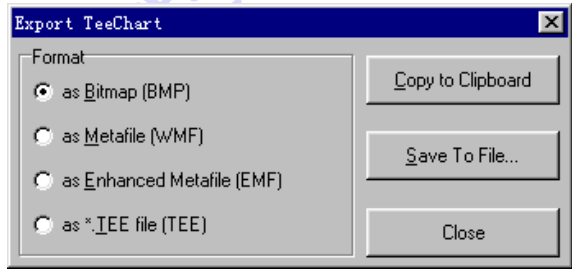 Export TeeChart
Format
as Bitmap (BMP)
as Metafile (WMF)
as Enhanced Metafile (EMF)
as *.TEE file (TEE)
Copy to Clipboard
Save To File...
Close